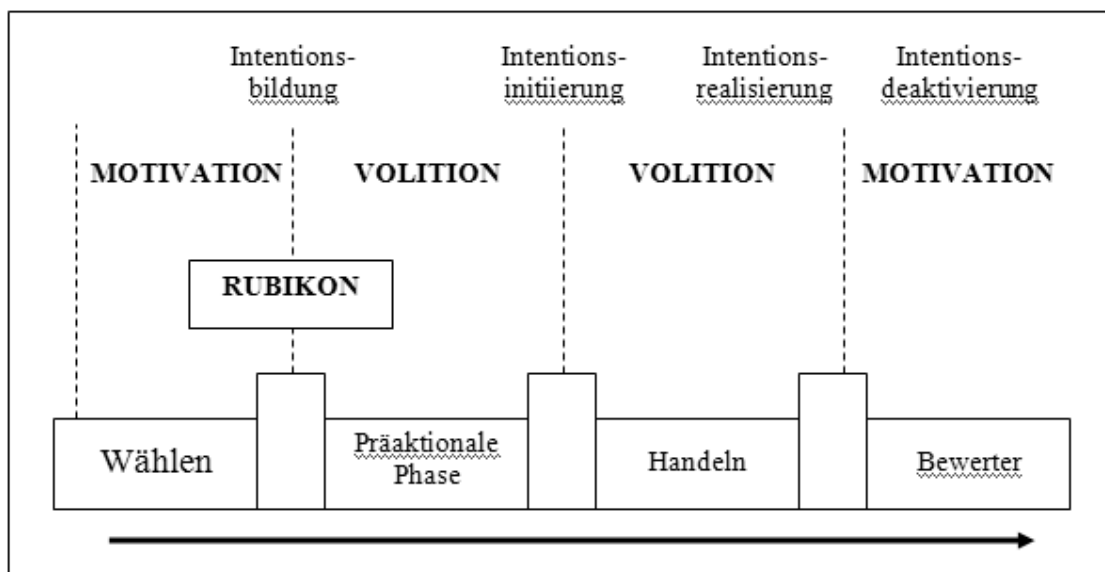 Intentions-
bildung
Intentions-
initiierung
Intentions-
realisierung
Intentions-
deaktivierung
MOTIVATION
VOLITION
VOLITION
MOTIVATION
RUBIKON
Wählen
Präaktionale
Phase
Handeln
Bewerter